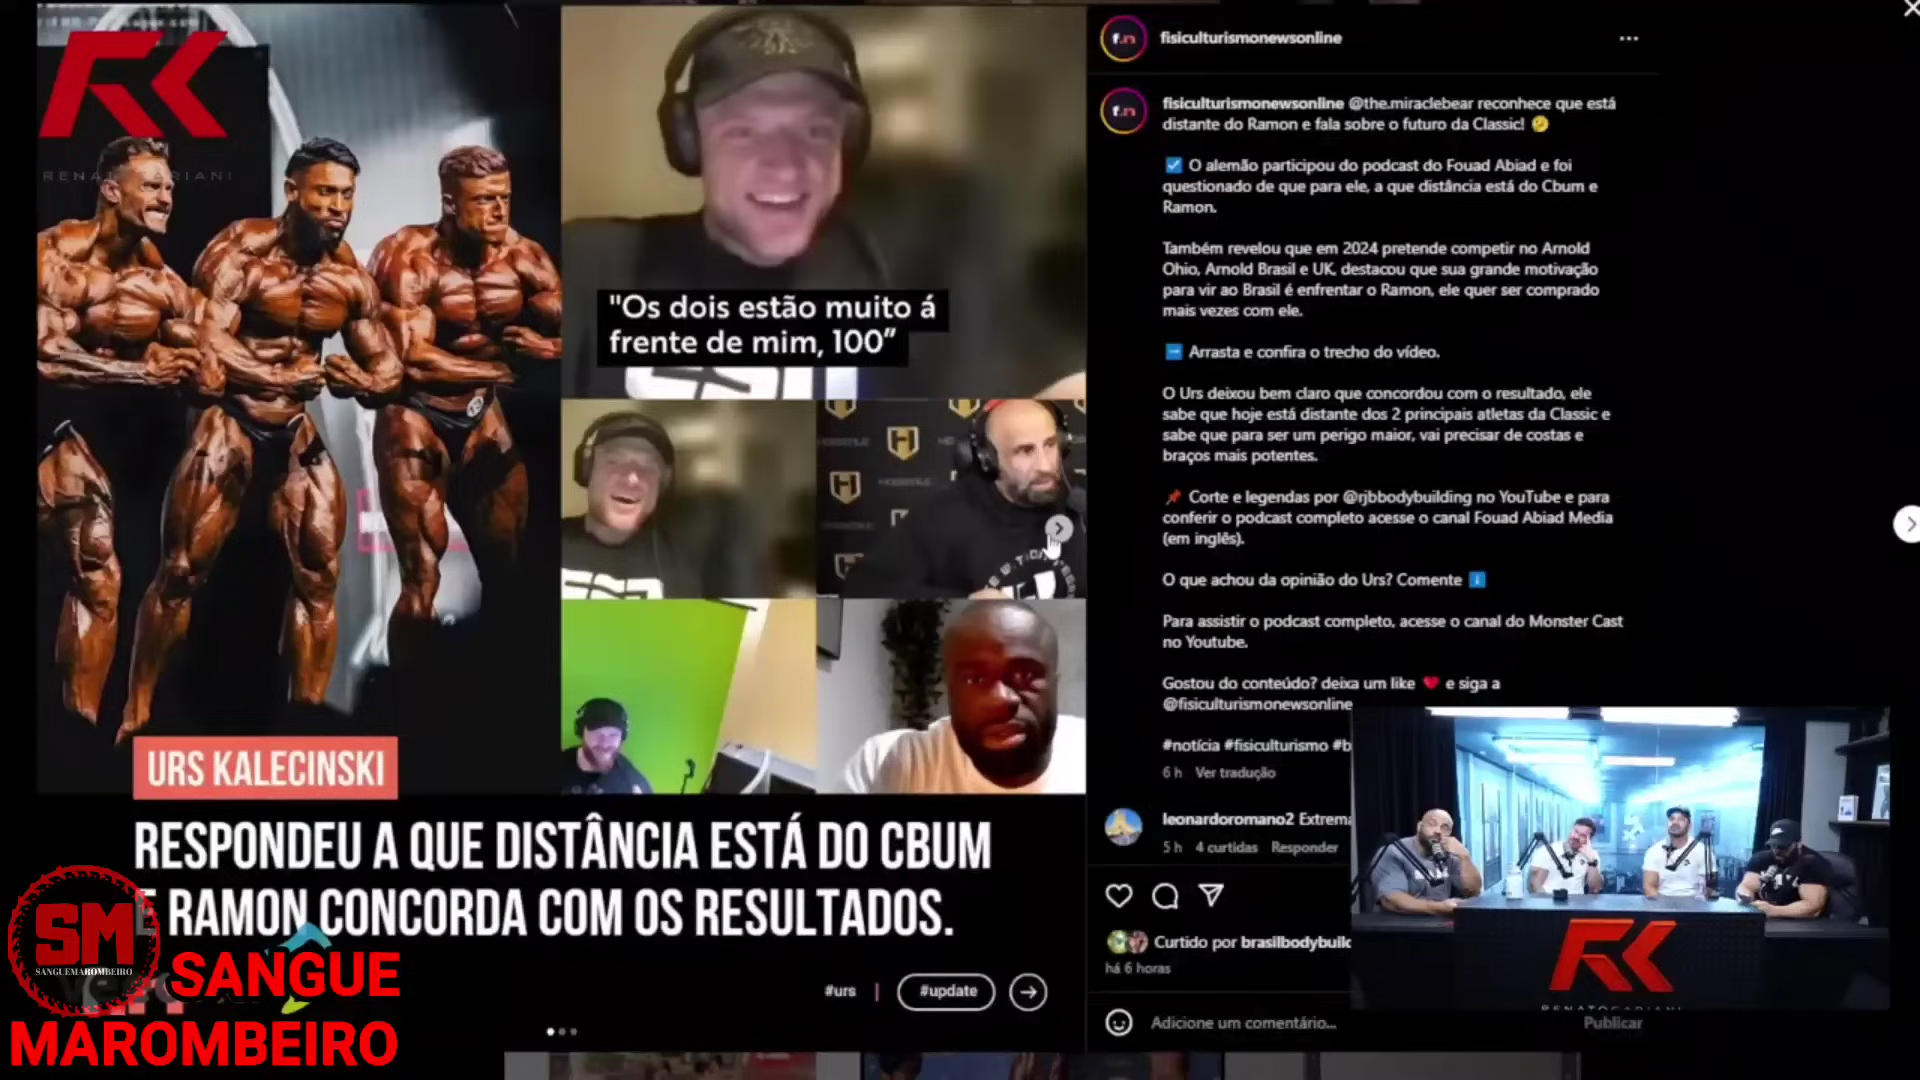 RENATO CARIANI
"Os dois estão muito á
frente de mim, 100”
URS KALECINSKI
RESPONDEU A QUE DISTÂNCIA ESTÁ DO CBUM
E RAMON CONCORDA COM OS RESULTADOS.
#urs | #update
SM
SANGUEMAROMBEIRO
SANGUE
MAROMBEIRO
f.n fisiculturismonewsonline
f.n fisiculturismonewsonline @the.miraclebear reconhece que está
distante do Ramon e fala sobre o futuro da Classic!
O alemão participou do podcast do Fouad Abiad e foi
questionado de que para ele, a que distância está do Cbum e
Ramon.
Também revelou que em 2024 pretende competir no Arnold
Ohio, Arnold Brasil e UK, destacou que sua grande motivação
para vir ao Brasil é enfrentar o Ramon, ele quer ser comprado
mais vezes com ele.
Arrasta e confira o trecho do vídeo.
O Urs deixou bem claro que concordou com o resultado, ele
sabe que hoje está distante dos 2 principais atletas da Classic e
sabe que para ser um perigo maior, vai precisar de costas e
braços mais potentes.
Corte e legendas por @rjbbodybuilding no YouTube e para
conferir o podcast completo acesse o canal Fouad Abiad Media
(em inglês).
O que achou da opinião do Urs? Comente
Para assistir o podcast completo, acesse o canal do Monster Cast
no Youtube.
Gostou do conteúdo? deixa um like e siga a
@fisiculturismonewsonline
#notícia #fisiculturismo #b
6 h Ver tradução
leonardoromano2 Extrema
5 h 4 curtidas Responder
Curtido por brasilbodybuild
há 6 horas
Adicione um comentário...
Publicar
RK
RENATO CARIANI